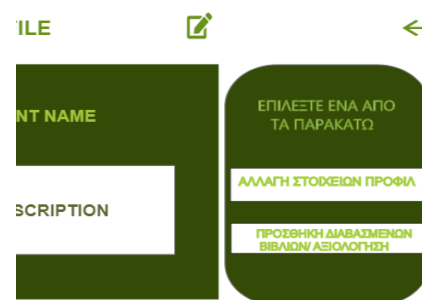 ILE
NT NAME
SCRIPTION
ΕΠΙΛΕΞΤΕ ΕΝΑ ΑΠΟ
ΤΑ ΠΑΡΑΚΑΤΩ
ΑΛΛΑΓΗ ΣΤΟΙΧΕΙΩΝ ΠΡΟΦΙΛ
ΠΡΟΣΘΗΚΗ ΔΙΑΒΑΣΜΕΝΩΝ
ΒΙΒΛΙΩΝ/ ΑΞΙΟΛΟΓΗΣΗ